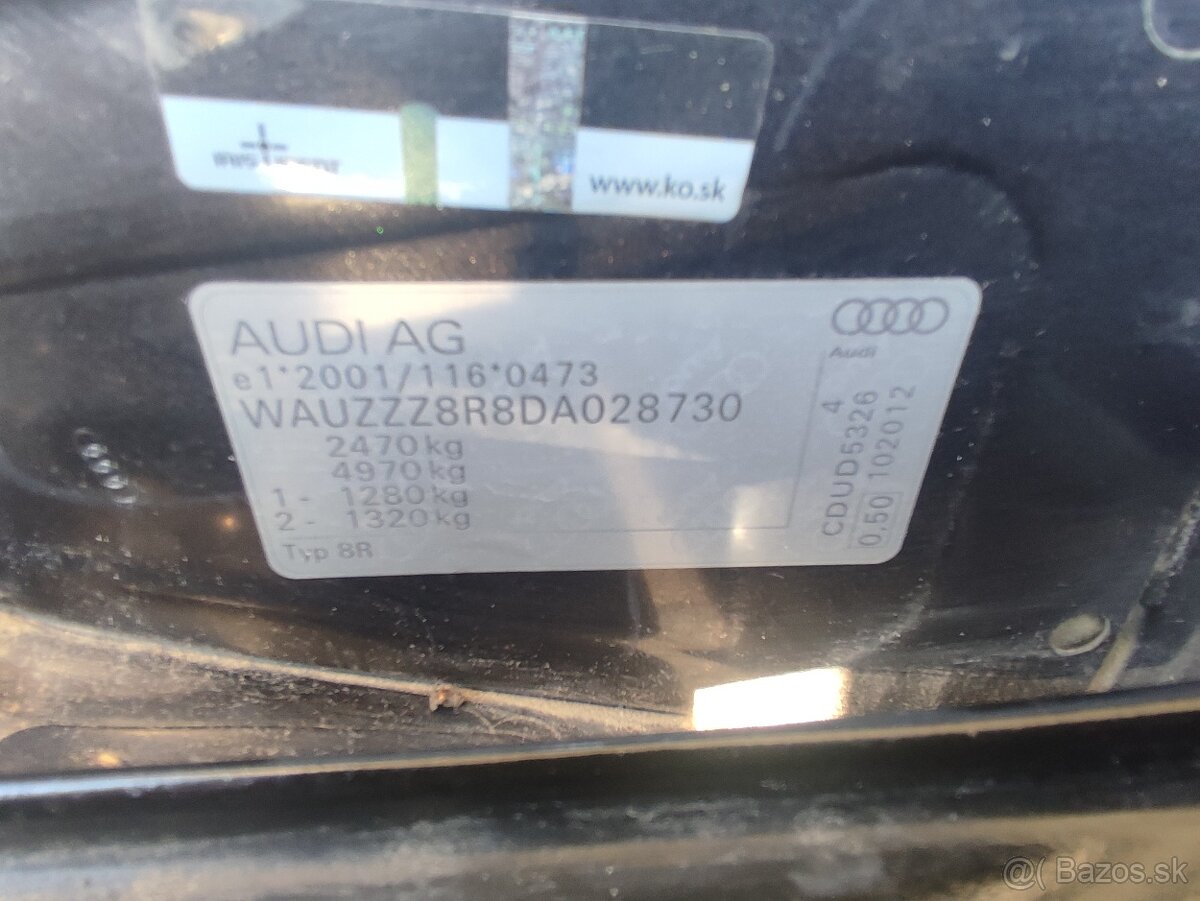 www.ko.sk
AUDI AG
Audi
e1*2001/116*0473
WAUZZZ8R8DA028730
2470 kg
4970 kg
1 - 1280 kg
2 - 1320 kg
Typ 8R
4
CDUD5326
0,50 102012
@( Bazos.sk